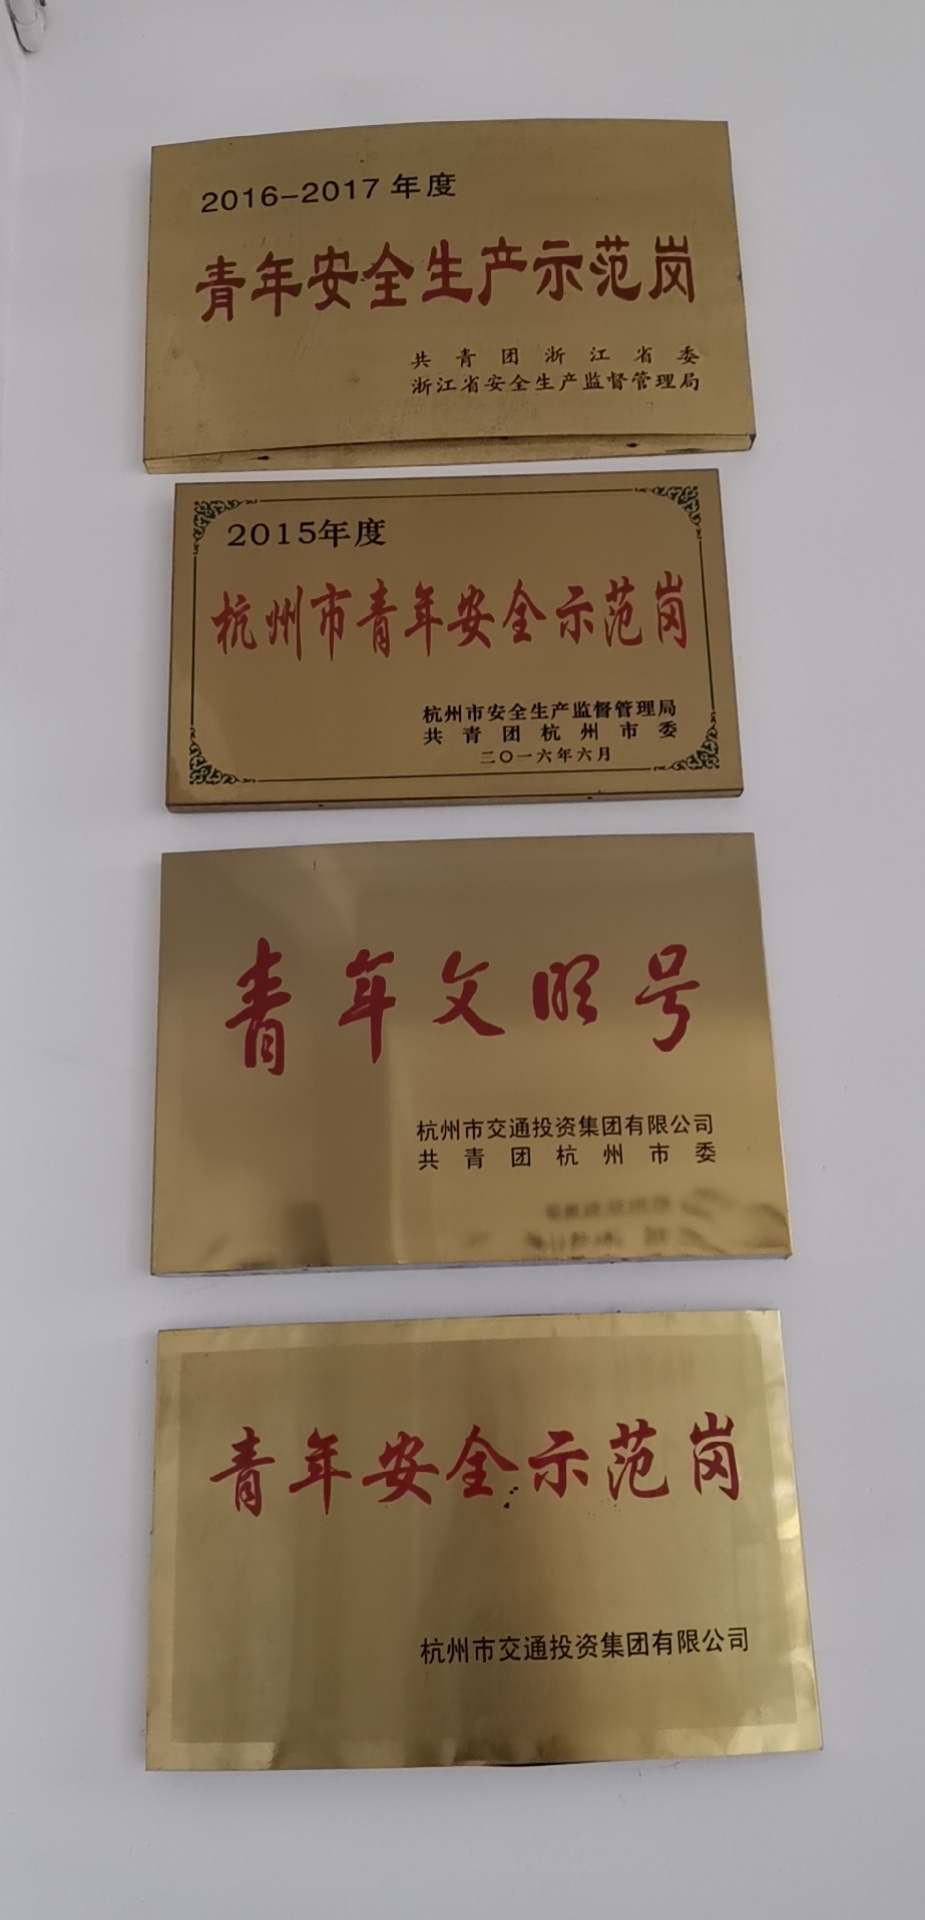 2016-2017年度
青年安全生产示范岗
共青团浙江省委
浙江省安全生产监督管理局
2015年度
杭州市青年安全示范岗
杭州市安全生产监督管理局
共青团杭州市委
二〇一六年六月
青年文明号
杭州市交通投资集团有限公司
共青团杭州市委
青年安全示范岗
杭州市交通投资集团有限公司